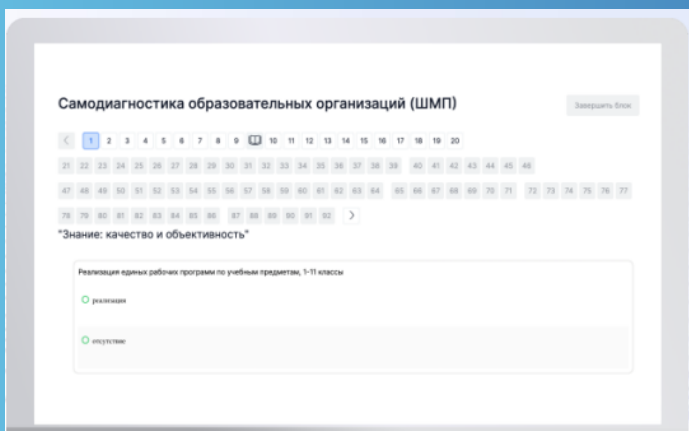 Самодиагностика образовательных организаций (ШМП)
Завершить блок
1 2 3 4 5 6 7 8 9 10 11 12 13 14 15 16 17 18 19 20
21 22 23 24 25 26 27 28 29 30 31 32 33 34 35 36 37 38 39 40 41 42 43 44 45 46
47 48 49 50 51 52 53 54 55 56 57 58 59 60 61 62 63 64 65 66 67 68 69 70 71 72 73 74 75 76 77
78 79 80 81 82 83 84 85 86 87 88 89 90 91 92
"Знание: качество и объективность"
Реализация единых рабочих программ по учебным предметам, 1-11 классы
реализация
отсутствие